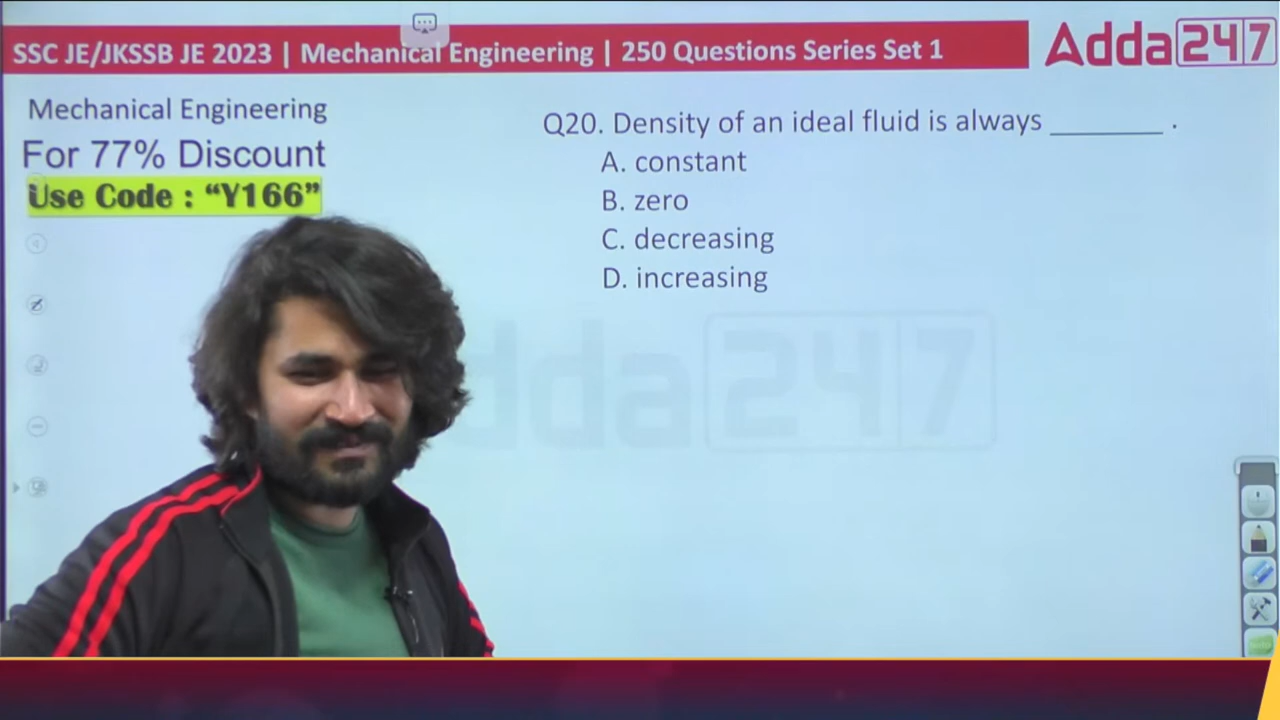 SSC JE/JKSSB JE 2023 | Mechanical Engineering | 250 Questions Series Set 1
Adda247
Mechanical Engineering
For 77% Discount
Use Code : “Y166”
Q20. Density of an ideal fluid is always ________ .
A. constant
B. zero
C. decreasing
D. increasing
dda247